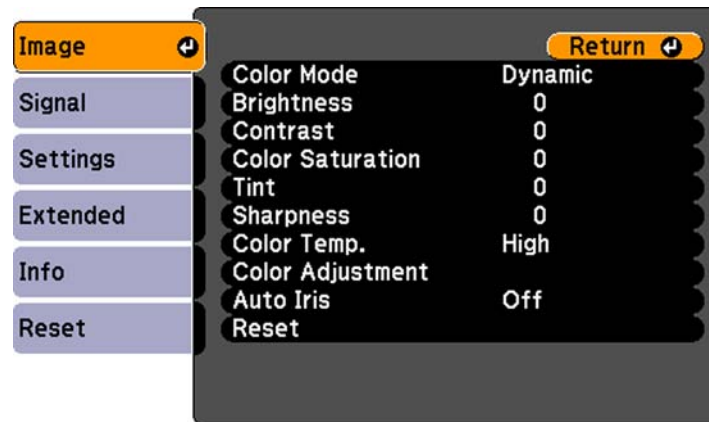 Image
Signal
Settings
Extended
Info
Reset
Return
Color Mode Dynamic
Brightness 0
Contrast 0
Color Saturation 0
Tint 0
Sharpness 0
Color Temp. High
Color Adjustment
Auto Iris Off
Reset